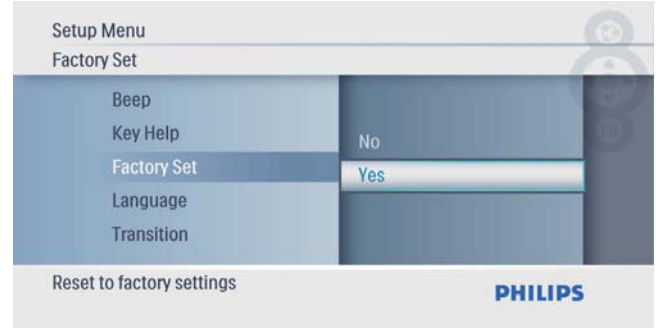 Setup Menu
Factory Set
Beep
Key Help
Factory Set
Language
Transition
No
Yes
Reset to factory settings
PHILIPS